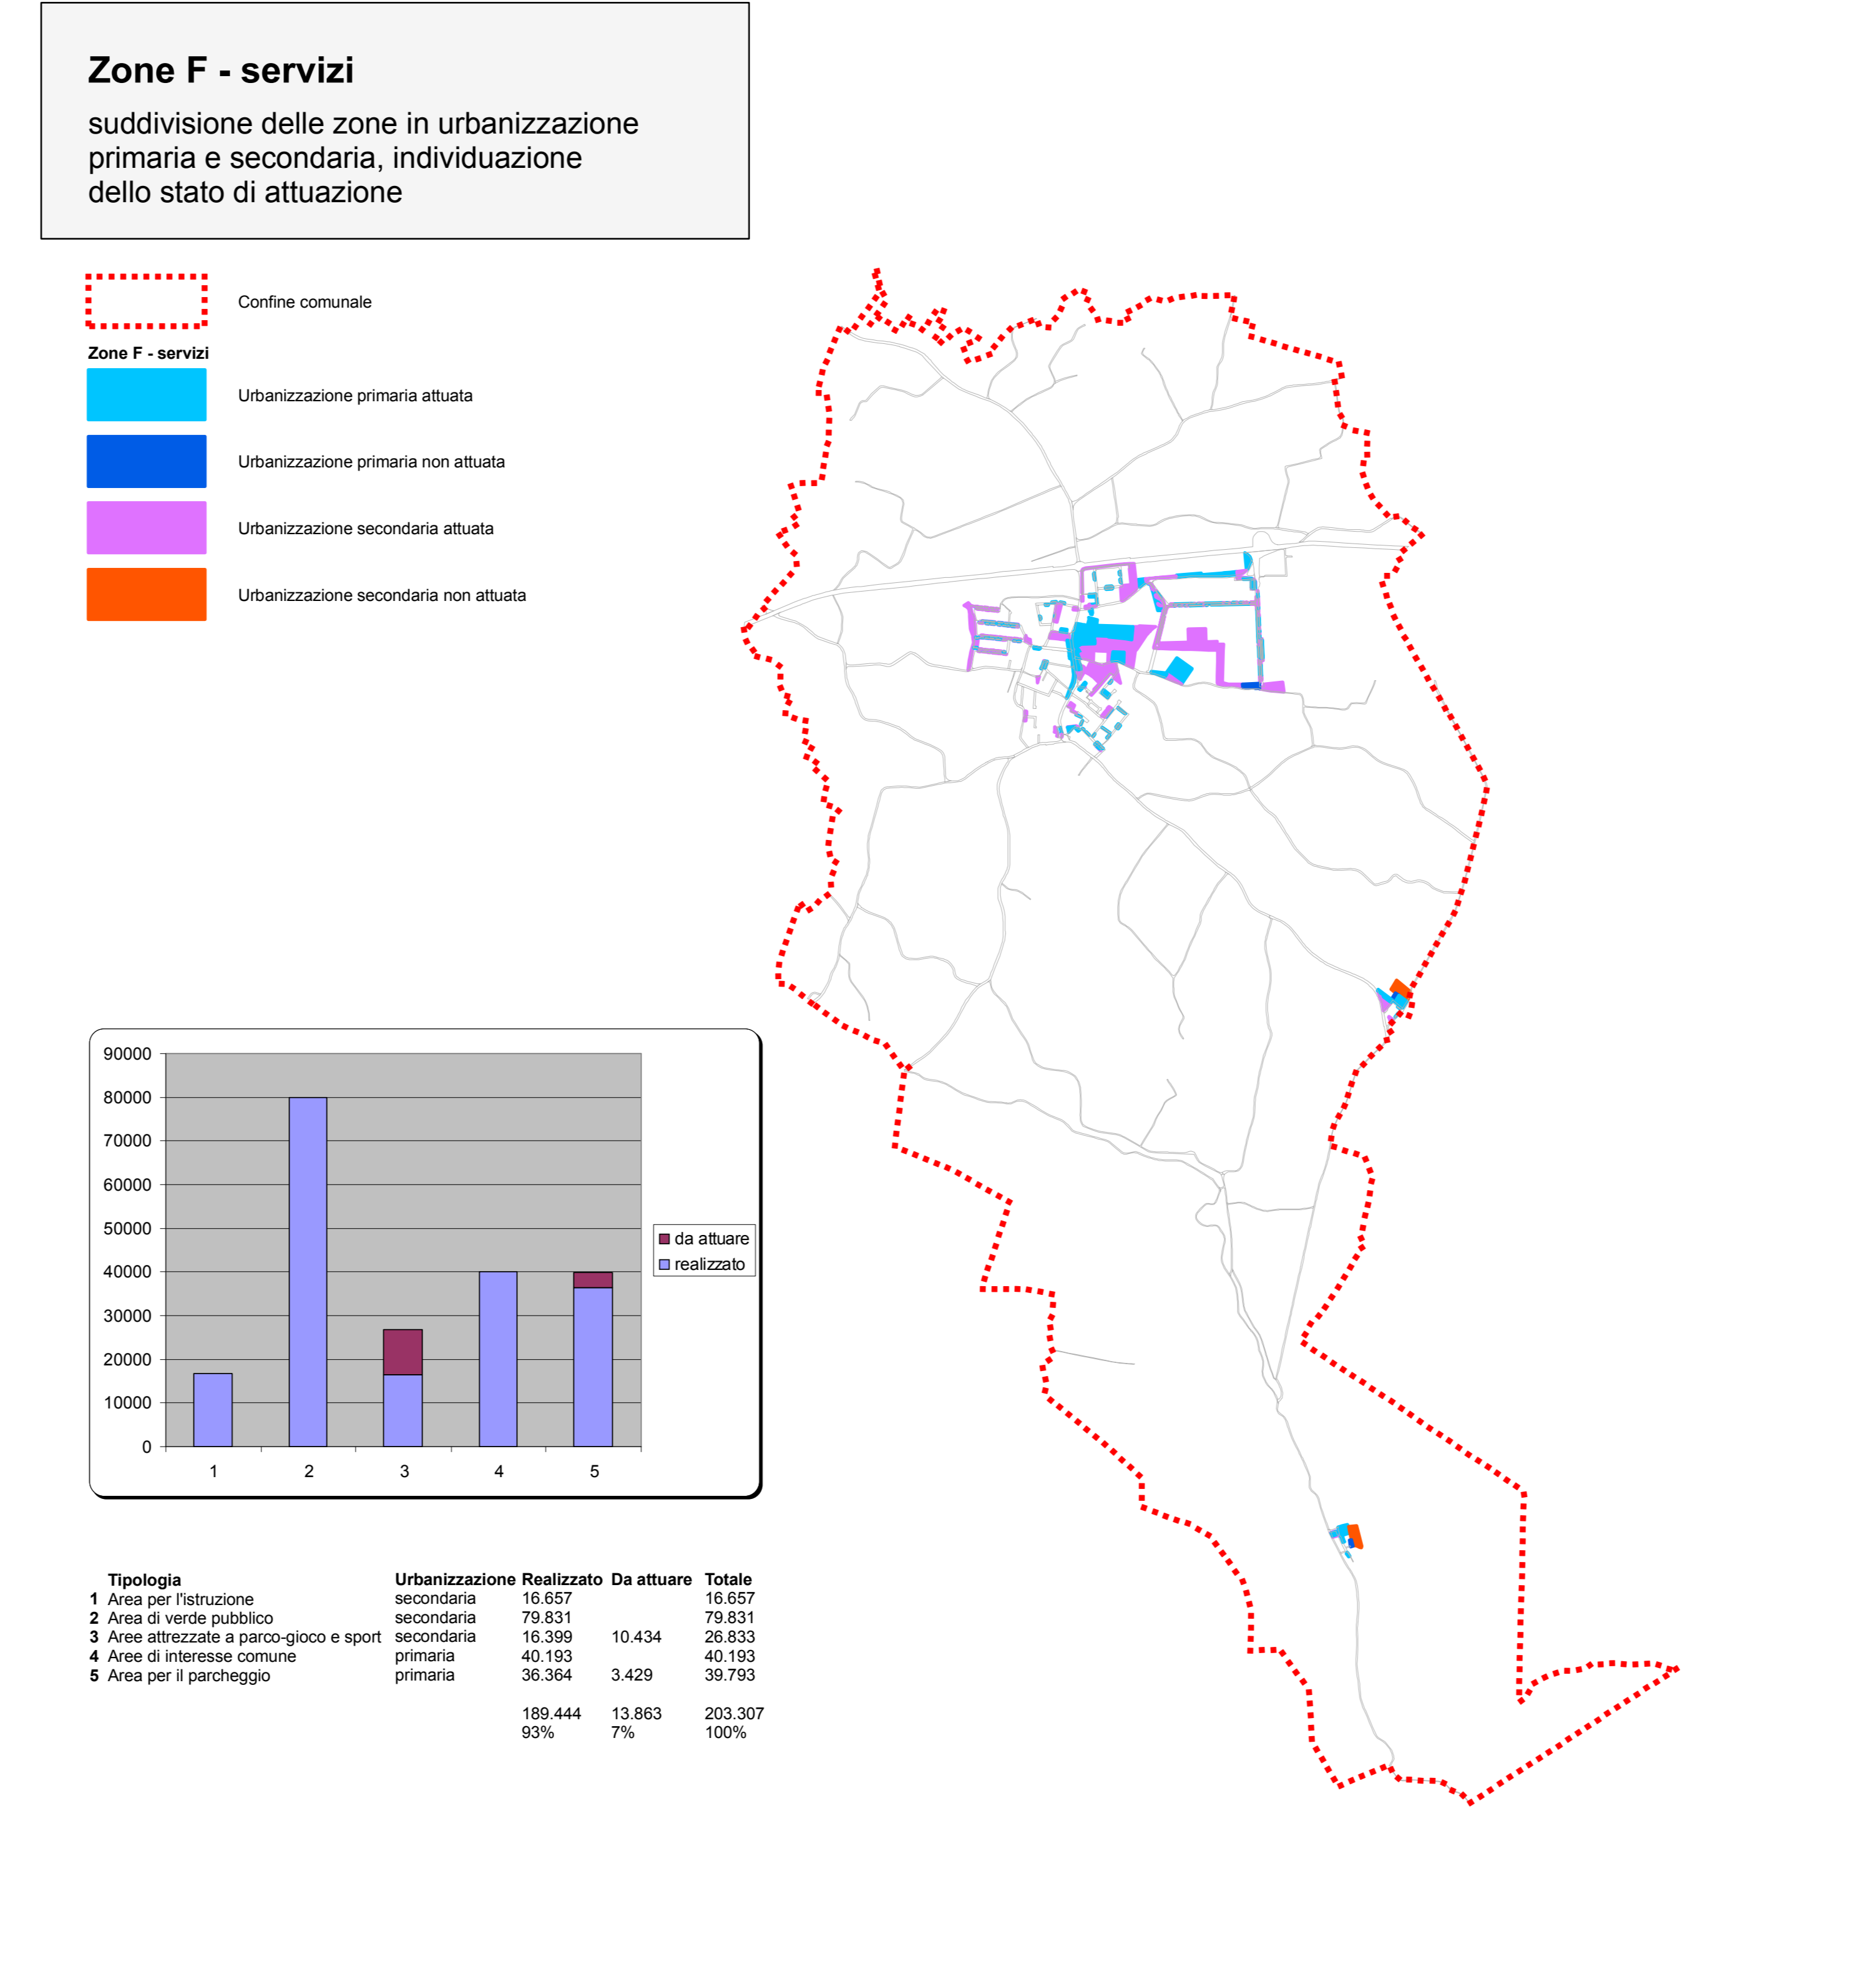 Zone F - servizi
suddivisione delle zone in urbanizzazione
primaria e secondaria, individuazione
dello stato di attuazione
Confine comunale
Zone F - servizi
Urbanizzazione primaria attuata
Urbanizzazione primaria non attuata
Urbanizzazione secondaria attuata
Urbanizzazione secondaria non attuata
90000
80000
70000
60000
50000
40000
30000
20000
10000
0
1 2 3 4 5
da attuare
realizzato
Tipologia Urbanizzazione Realizzato Da attuare Totale
1 Area per l'istruzione secondaria 16.657 16.657
2 Area di verde pubblico secondaria 79.831 79.831
3 Aree attrezzate a parco-gioco e sport secondaria 16.399 10.434 26.833
4 Aree di interesse comune primaria 40.193 40.193
5 Area per il parcheggio primaria 36.364 3.429 39.793
189.444 13.863 203.307
93% 7% 100%